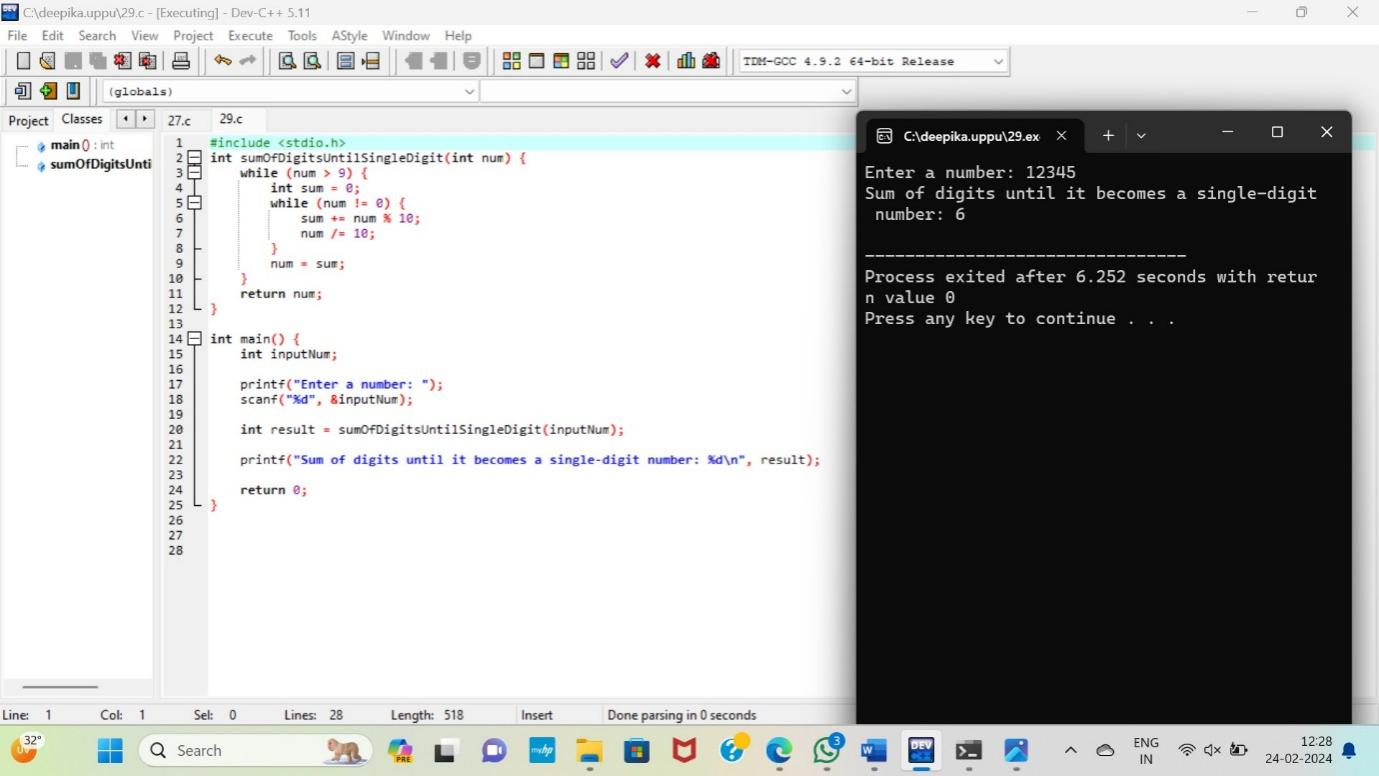 C:\deepika.uppu\29.c - [Executing] - Dev-C++ 5.11
File Edit Search View Project Execute Tools AStyle Window Help
TDM-GCC 4.9.2 64-bit Release
(globals)
Project Classes
27.c 29.c
main () : int
sumOfDigitsUnti
1 #include <stdio.h>
2 int sumOfDigitsUntilSingleDigit(int num) {
3 while (num > 9) {
4 int sum = 0;
5 while (num != 0) {
6 sum += num % 10;
7 num /= 10;
8 }
9 num = sum;
10 }
11 return num;
12 }
13
14 int main() {
15 int inputNum;
16
17 printf("Enter a number: ");
18 scanf("%d", &inputNum);
19
20 int result = sumOfDigitsUntilSingleDigit(inputNum);
21
22 printf("Sum of digits until it becomes a single-digit number: %d\n", result);
23
24 return 0;
25 }
26
27
28
C:\deepika.uppu\29.ex
Enter a number: 12345
Sum of digits until it becomes a single-digit
number: 6
--------------------------------
Process exited after 6.252 seconds with retur
n value 0
Press any key to continue . . .
Line: 1 Col: 1 Sel: 0 Lines: 28 Length: 518 Insert Done parsing in 0 seconds
32°
UV
Search
PRE
myhp
3
DEV
ENG
IN
12:28
24-02-2024